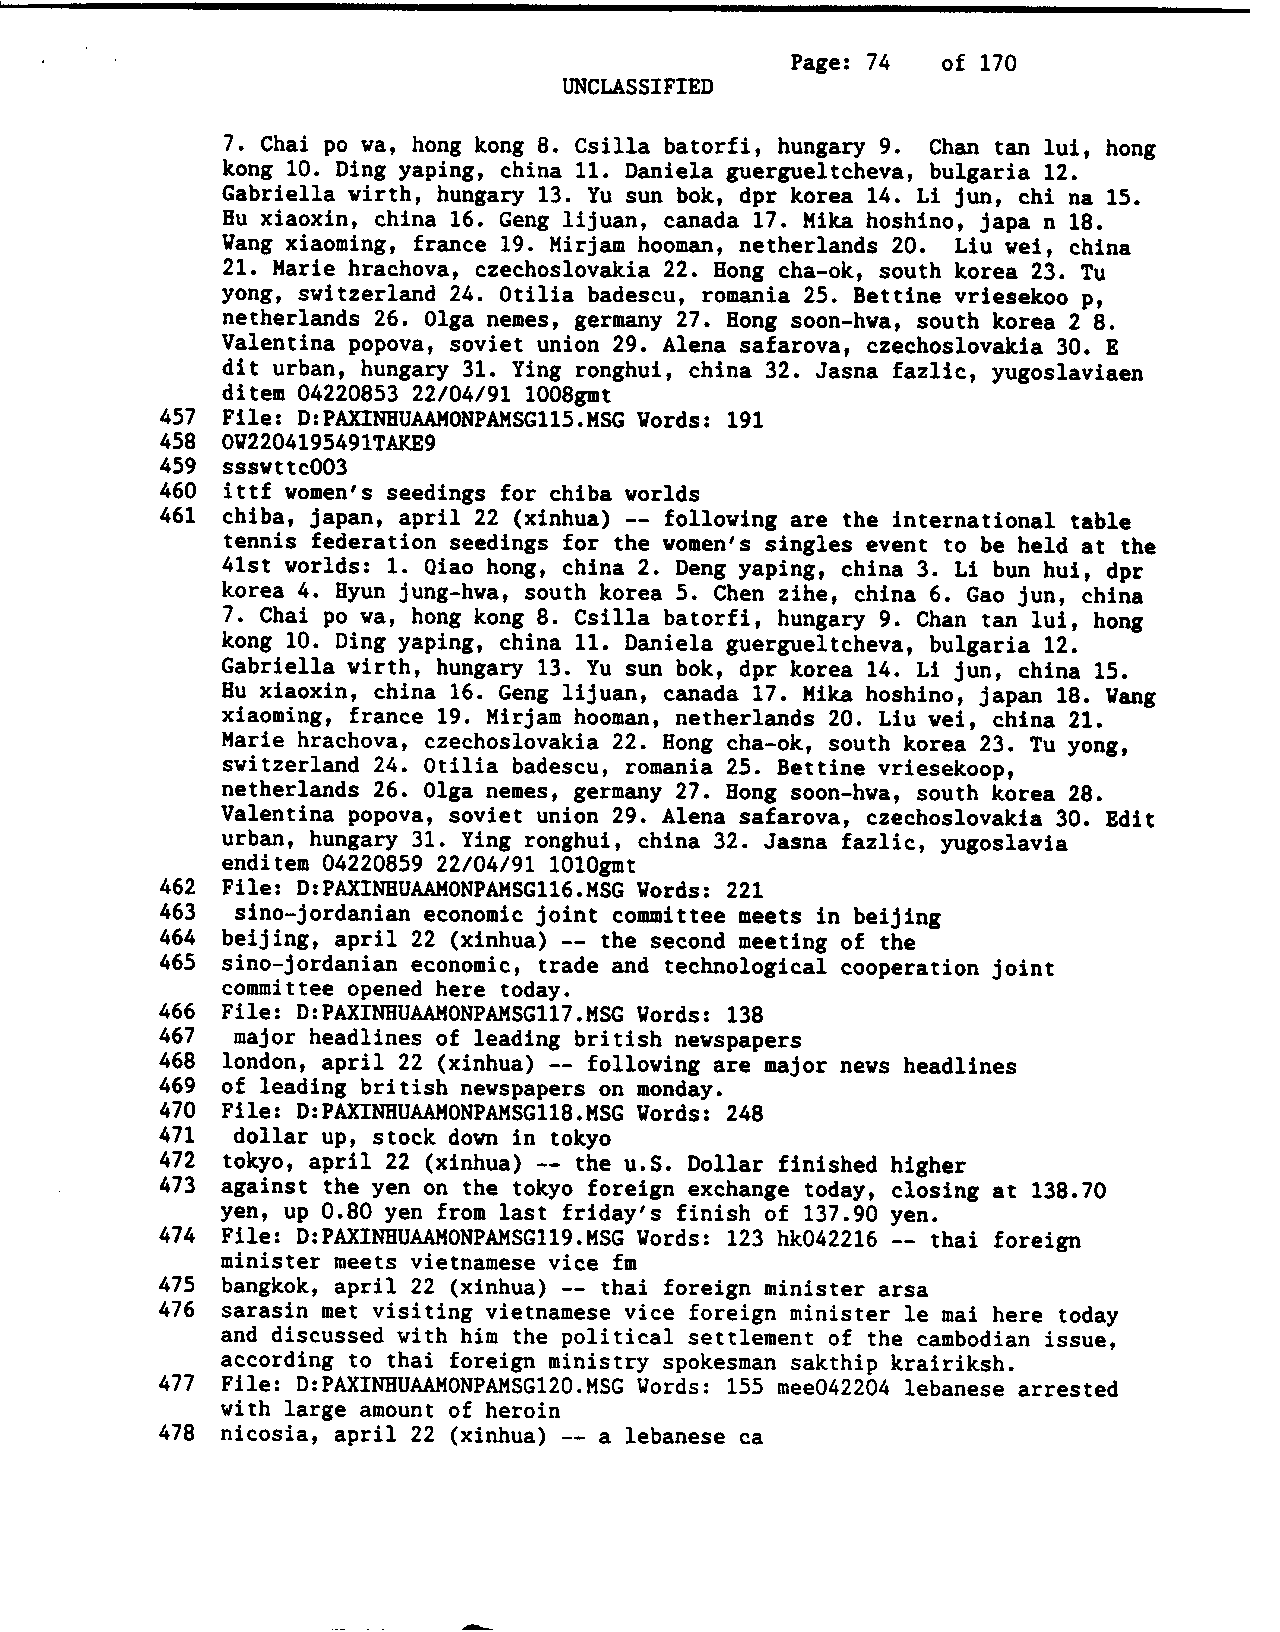 Page: 74 of 170
UNCLASSIFIED
7. Chai po wa, hong kong 8. Csilla batorfi, hungary 9. Chan tan lui, hong
kong 10. Ding yaping, china 11. Daniela guergueltcheva, bulgaria 12.
Gabriella wirth, hungary 13. Yu sun bok, dpr korea 14. Li jun, chi na 15.
Hu xiaoxin, china 16. Geng lijuan, canada 17. Mika hoshino, japa n 18.
Wang xiaoming, france 19. Mirjam hooman, netherlands 20. Liu wei, china
21. Marie hrachova, czechoslovakia 22. Hong cha-ok, south korea 23. Tu
yong, switzerland 24. Otilia badescu, romania 25. Bettine vriesekoo p,
netherlands 26. Olga nemes, germany 27. Hong soon-hwa, south korea 2 8.
Valentina popova, soviet union 29. Alena safarova, czechoslovakia 30. E
dit urban, hungary 31. Ying ronghui, china 32. Jasna fazlic, yugoslaviaen
ditem 04220853 22/04/91 1008gmt
457 File: D:PAXINHUAAMONPAMSG115.MSG Words: 191
458 OW2204195491TAKE9
459 ssswttc003
460 ittf women's seedings for chiba worlds
461 chiba, japan, april 22 (xinhua) -- following are the international table
tennis federation seedings for the women's singles event to be held at the
41st worlds: 1. Qiao hong, china 2. Deng yaping, china 3. Li bun hui, dpr
korea 4. Hyun jung-hwa, south korea 5. Chen zihe, china 6. Gao jun, china
7. Chai po wa, hong kong 8. Csilla batorfi, hungary 9. Chan tan lui, hong
kong 10. Ding yaping, china 11. Daniela guergueltcheva, bulgaria 12.
Gabriella wirth, hungary 13. Yu sun bok, dpr korea 14. Li jun, china 15.
Hu xiaoxin, china 16. Geng lijuan, canada 17. Mika hoshino, japan 18. Wang
xiaoming, france 19. Mirjam hooman, netherlands 20. Liu wei, china 21.
Marie hrachova, czechoslovakia 22. Hong cha-ok, south korea 23. Tu yong,
switzerland 24. Otilia badescu, romania 25. Bettine vriesekoop,
netherlands 26. Olga nemes, germany 27. Hong soon-hwa, south korea 28.
Valentina popova, soviet union 29. Alena safarova, czechoslovakia 30. Edit
urban, hungary 31. Ying ronghui, china 32. Jasna fazlic, yugoslavia
enditem 04220859 22/04/91 1010gmt
462 File: D:PAXINHUAAMONPAMSG116.MSG Words: 221
463 sino-jordanian economic joint committee meets in beijing
464 beijing, april 22 (xinhua) -- the second meeting of the
465 sino-jordanian economic, trade and technological cooperation joint
committee opened here today.
466 File: D:PAXINHUAAMONPAMSG117.MSG Words: 138
467 major headlines of leading british newspapers
468 london, april 22 (xinhua) -- following are major news headlines
469 of leading british newspapers on monday.
470 File: D:PAXINHUAAMONPAMSG118.MSG Words: 248
471 dollar up, stock down in tokyo
472 tokyo, april 22 (xinhua) -- the u.S. Dollar finished higher
473 against the yen on the tokyo foreign exchange today, closing at 138.70
yen, up 0.80 yen from last friday's finish of 137.90 yen.
474 File: D:PAXINHUAAMONPAMSG119.MSG Words: 123 hk042216 -- thai foreign
minister meets vietnamese vice fm
475 bangkok, april 22 (xinhua) -- thai foreign minister arsa
476 sarasin met visiting vietnamese vice foreign minister le mai here today
and discussed with him the political settlement of the cambodian issue,
according to thai foreign ministry spokesman sakthip krairiksh.
477 File: D:PAXINHUAAMONPAMSG120.MSG Words: 155 mee042204 lebanese arrested
with large amount of heroin
478 nicosia, april 22 (xinhua) -- a lebanese ca